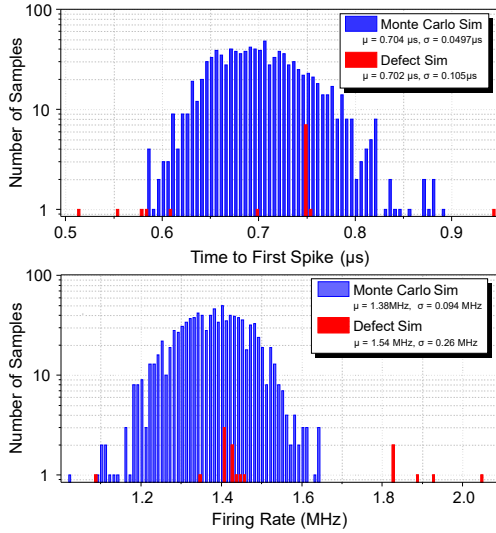 100
10
1
Number of Samples
Monte Carlo Sim
μ = 0.704 μs, σ = 0.0497μs
Defect Sim
μ = 0.702 μs, σ = 0.105μs
0.5 0.6 0.7 0.8 0.9
Time to First Spike (μs)
100
10
1
Number of Samples
Monte Carlo Sim
μ = 1.38MHz, σ = 0.094 MHz
Defect Sim
μ = 1.54 MHz, σ = 0.26 MHz
1.2 1.4 1.6 1.8 2.0
Firing Rate (MHz)